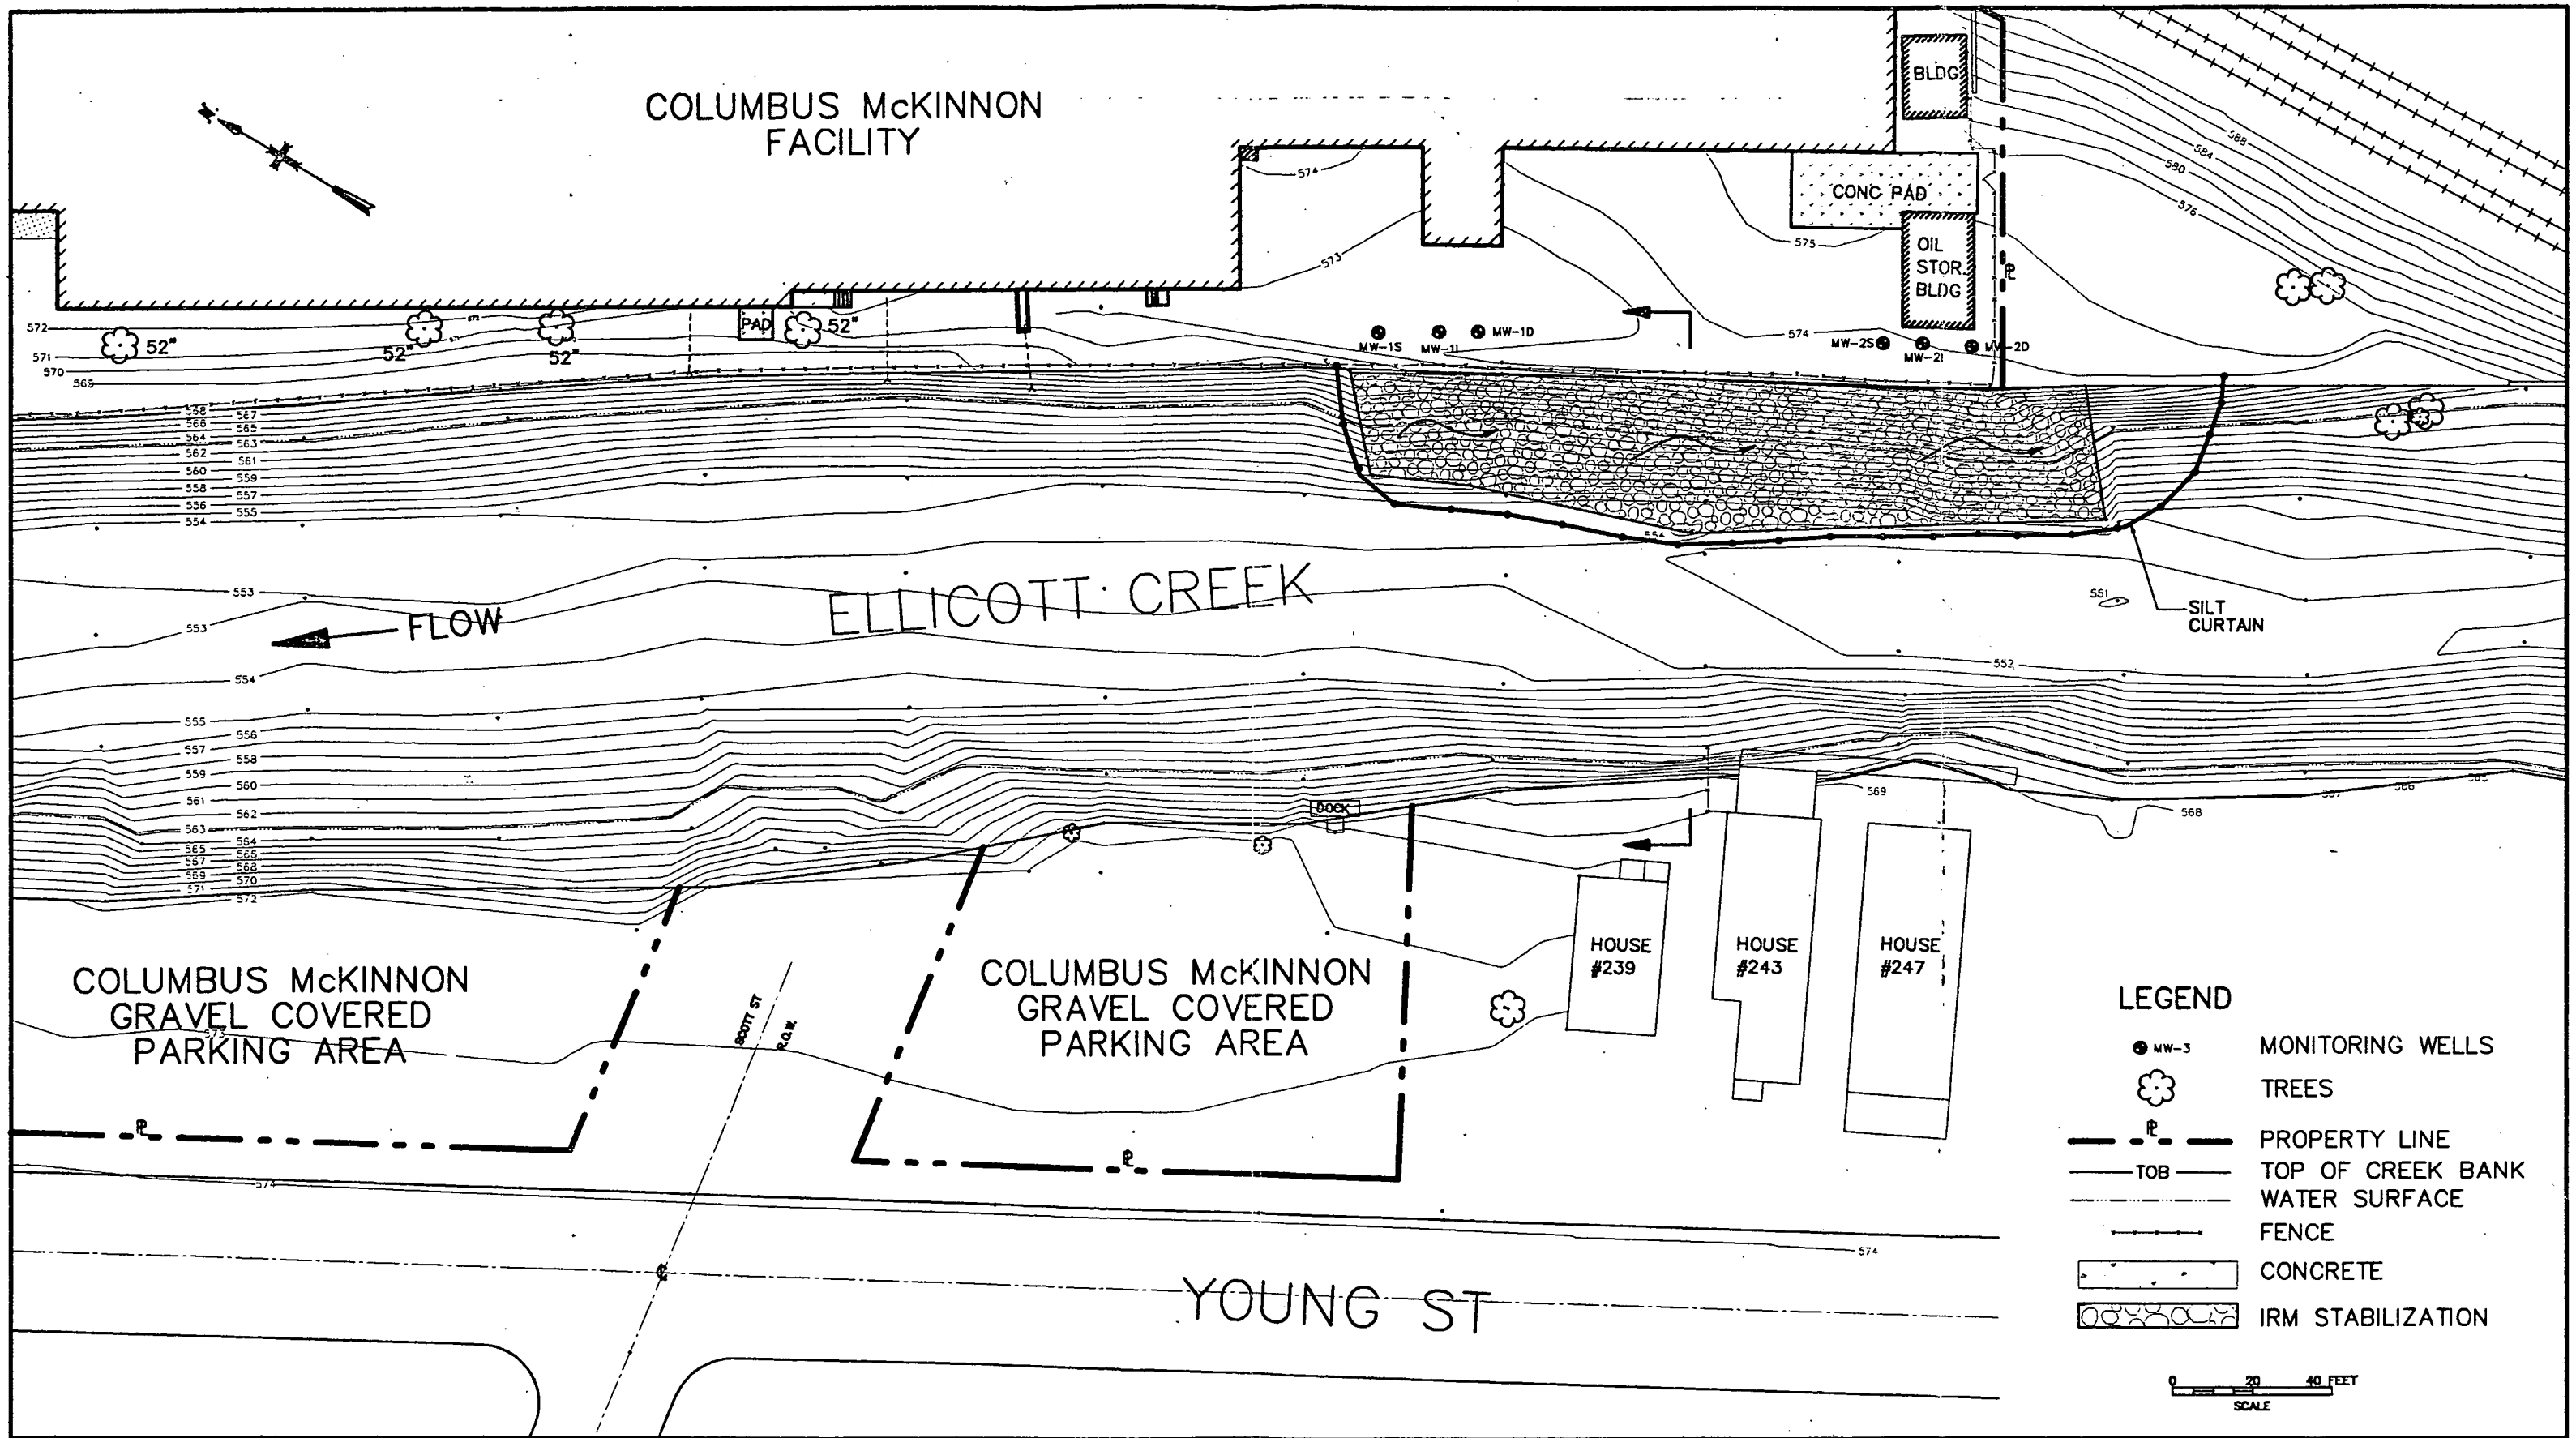 COLUMBUS McKINNON
FACILITY
BLDG
588
584
580
576
574
CONC PAD
573
575
OIL
STOR.
BLDG
572
571
570
569
52"
52"
52"
PAD
52"
MW-1S
MW-1I
MW-1D
574
MW-2S
MW-2I
MW-2D
568
567
566
565
564
563
562
561
560
559
558
557
556
555
554
554
553
553
FLOW
ELLICOTT CREEK
551
SILT
CURTAIN
552
554
555
556
557
558
559
560
561
562
563
564
565
566
567
568
569
570
571
572
DOCK
569
568
COLUMBUS McKINNON
GRAVEL COVERED
PARKING AREA
573
SCOTT ST
R.O.W.
COLUMBUS McKINNON
GRAVEL COVERED
PARKING AREA
HOUSE
#239
HOUSE
#243
HOUSE
#247
574
574
YOUNG ST
LEGEND
MW-3 MONITORING WELLS
TREES
PROPERTY LINE
TOB TOP OF CREEK BANK
WATER SURFACE
FENCE
CONCRETE
IRM STABILIZATION
0 20 40 FEET
SCALE